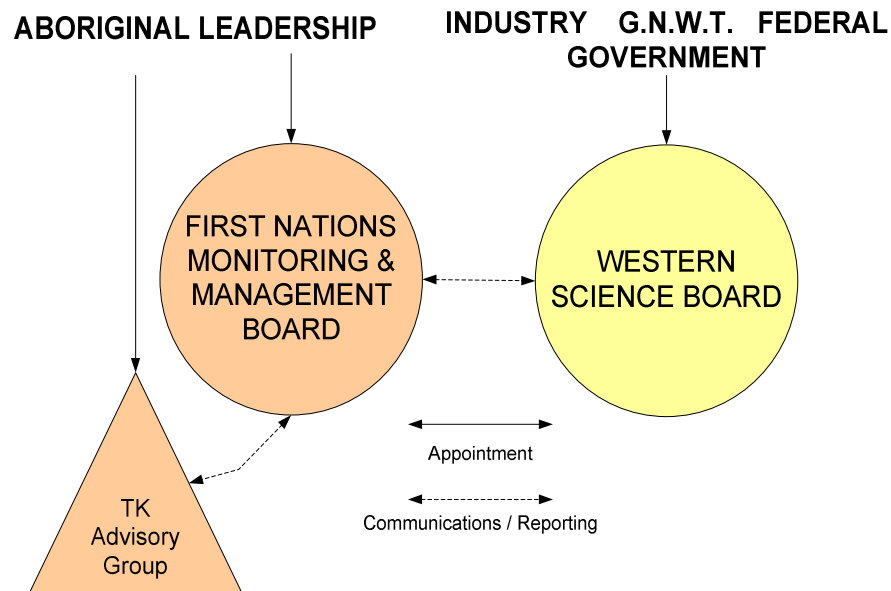 ABORIGINAL LEADERSHIP
INDUSTRY G.N.W.T. FEDERAL
GOVERNMENT
FIRST NATIONS
MONITORING &
MANAGEMENT
BOARD
WESTERN
SCIENCE BOARD
TK
Advisory
Group
Appointment
Communications / Reporting